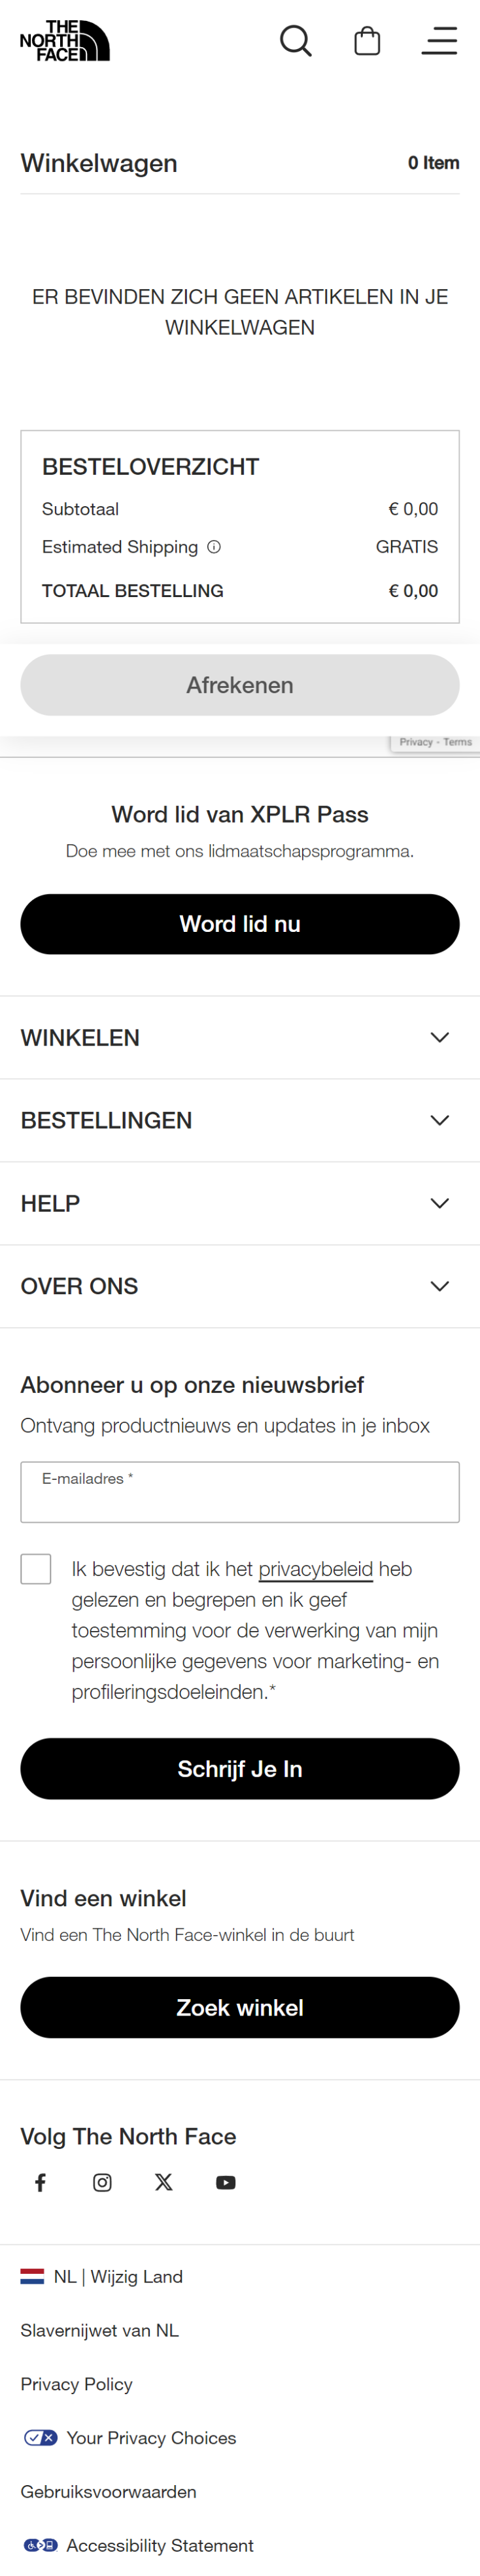 THE
NORTH
FACE
Winkelwagen
0 Item
ER BEVINDEN ZICH GEEN ARTIKELEN IN JE
WINKELWAGEN
BESTELOVERZICHT
Subtotaal
€ 0,00
Estimated Shipping
GRATIS
TOTAAL BESTELLING
€ 0,00
Afrekenen
Privacy - Terms
Word lid van XPLR Pass
Doe mee met ons lidmaatschapsprogramma.
Word lid nu
WINKELEN
BESTELLINGEN
HELP
OVER ONS
Abonneer u op onze nieuwsbrief
Ontvang productnieuws en updates in je inbox
E-mailadres *
Ik bevestig dat ik het privacybeleid heb
gelezen en begrepen en ik geef
toestemming voor de verwerking van mijn
persoonlijke gegevens voor marketing- en
profileringsdoeleinden.*
Schrijf Je In
Vind een winkel
Vind een The North Face-winkel in de buurt
Zoek winkel
Volg The North Face
NL | Wijzig Land
Slavernijwet van NL
Privacy Policy
Your Privacy Choices
Gebruiksvoorwaarden
Accessibility Statement